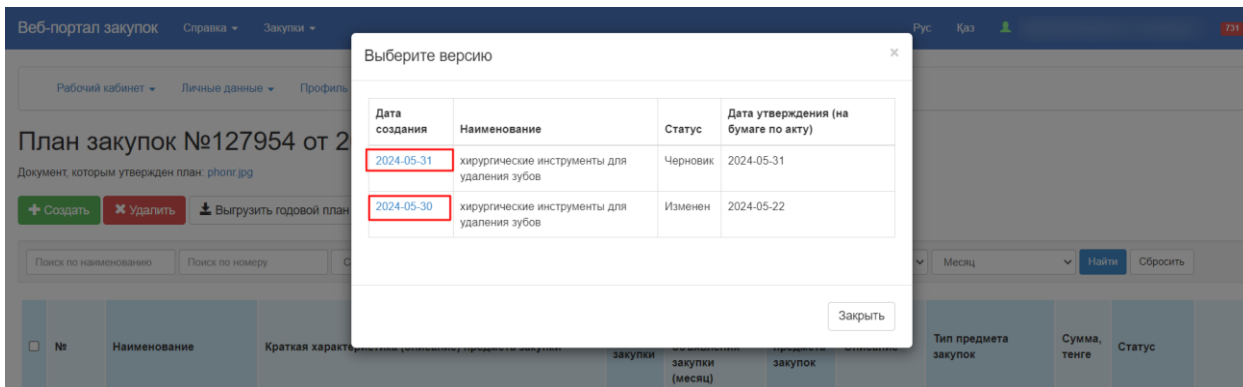 Веб-портал закупок Справка Закупки Рус Қаз 731
Выберите версию ×
Рабочий кабинет Личные данные Профиль
Дата создания Наименование Статус Дата утверждения (на бумаге по акту)
План закупок №127954 от 2
2024-05-31 хирургические инструменты для удаления зубов Черновик 2024-05-31
Документ, которым утвержден план: phonr.jpg
Создать Удалить Выгрузить годовой план
2024-05-30 хирургические инструменты для удаления зубов Изменен 2024-05-22
Поиск по наименованию Поиск по номеру С Месяц Найти Сбросить
Закрыть
№ Наименование Краткая характеристика (описание) предмета закупки закупки закупки (месяц) закупок Тип предмета закупок Сумма, тенге Статус